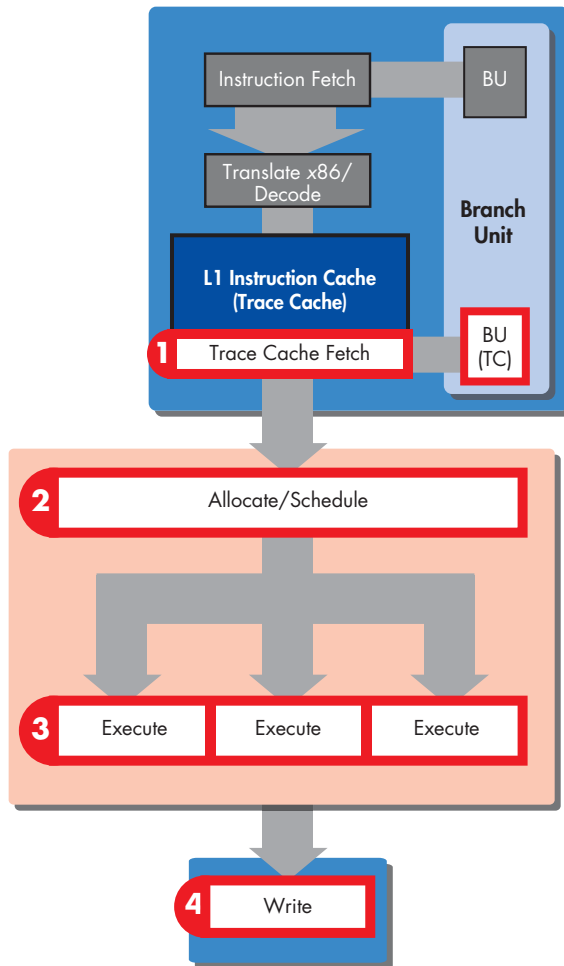 Instruction Fetch
BU
Translate x86/
Decode
Branch
Unit
L1 Instruction Cache
(Trace Cache)
1
Trace Cache Fetch
BU
(TC)
2
Allocate/Schedule
3
Execute
Execute
Execute
4
Write